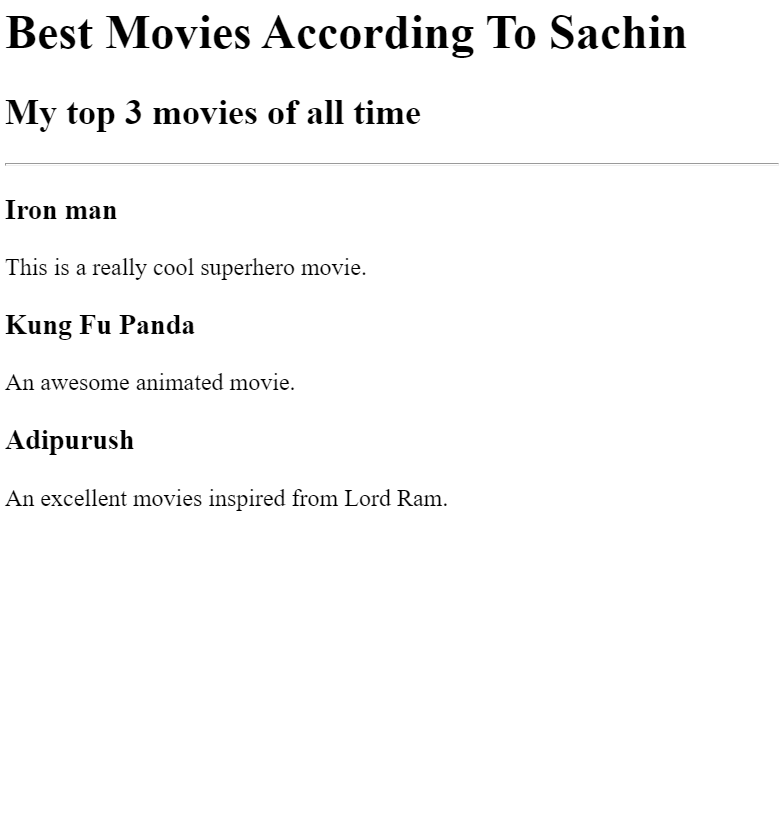 Best Movies According To Sachin
My top 3 movies of all time
Iron man
This is a really cool superhero movie.
Kung Fu Panda
An awesome animated movie.
Adipurush
An excellent movies inspired from Lord Ram.